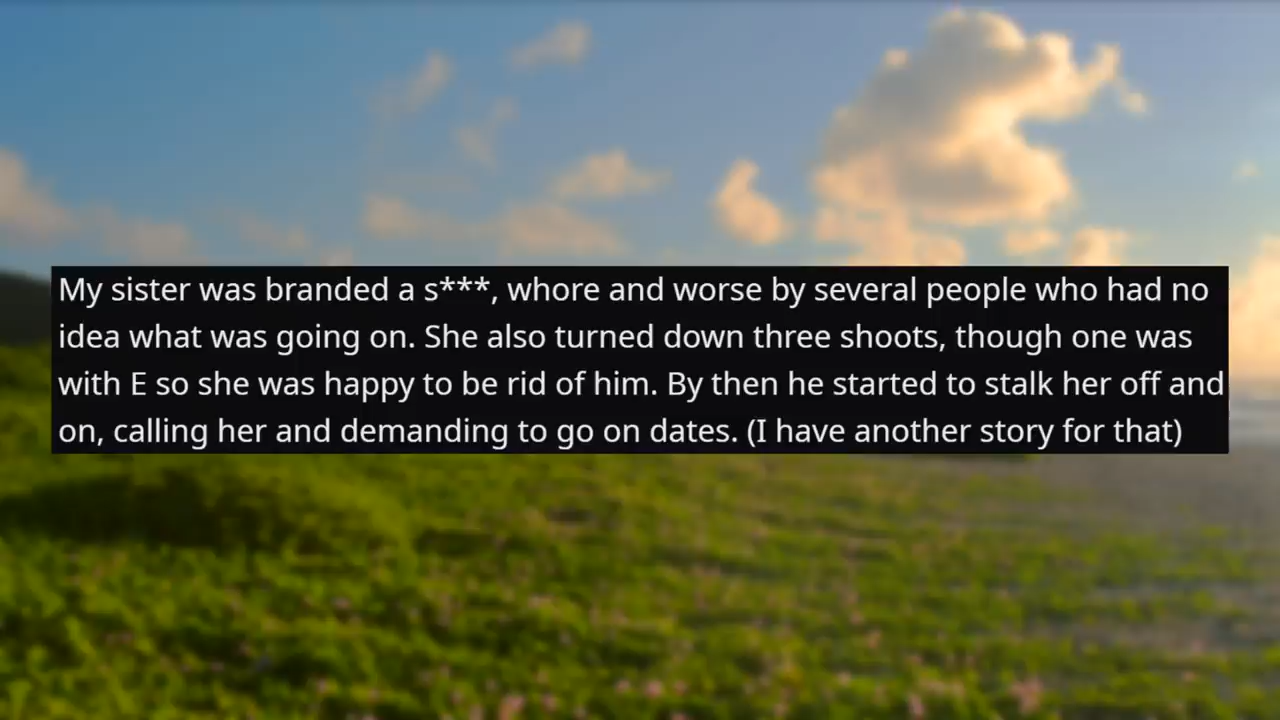 My sister was branded a s***, whore and worse by several people who had no
idea what was going on. She also turned down three shoots, though one was
with E so she was happy to be rid of him. By then he started to stalk her off and
on, calling her and demanding to go on dates. (I have another story for that)